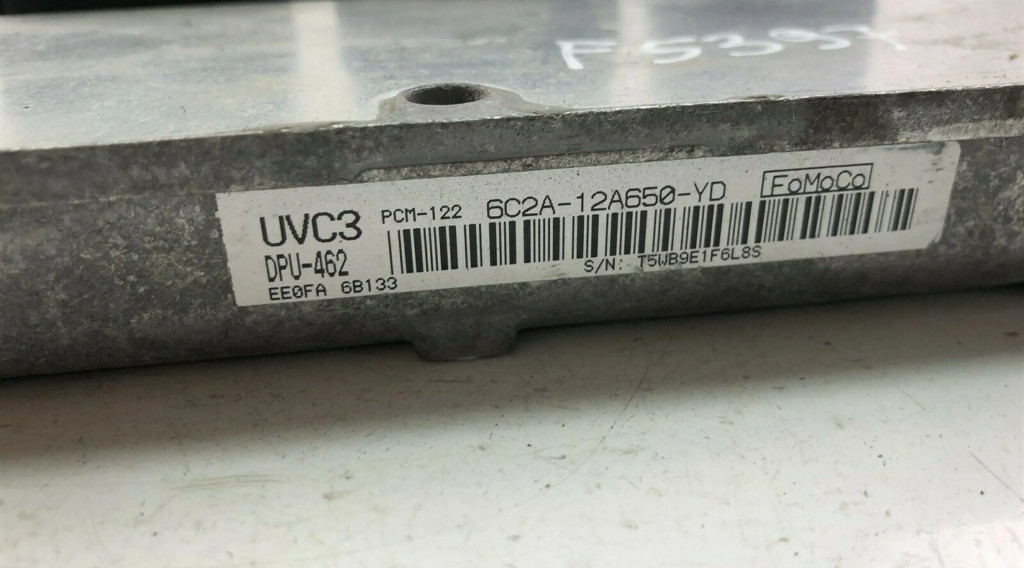 F5397
UVC3 PCM-122 6C2A-12A650-YD FoMoCo
DPU-462
EE0FA 6B133 S/N: T5WB9E1F6L8S